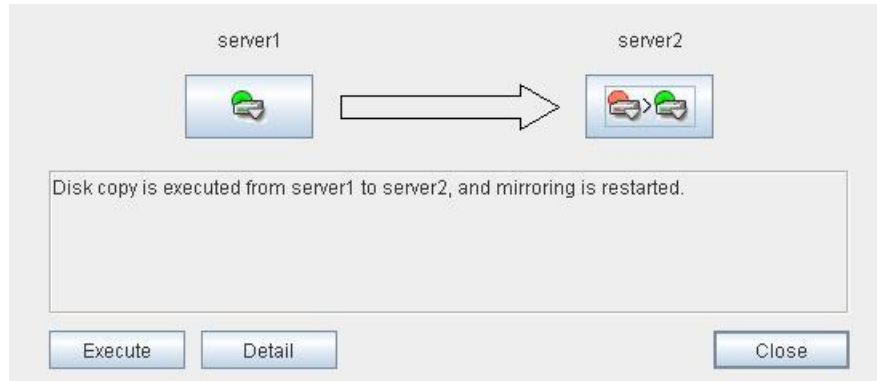 server1
server2
Disk copy is executed from server1 to server2, and mirroring is restarted.
Execute
Detail
Close